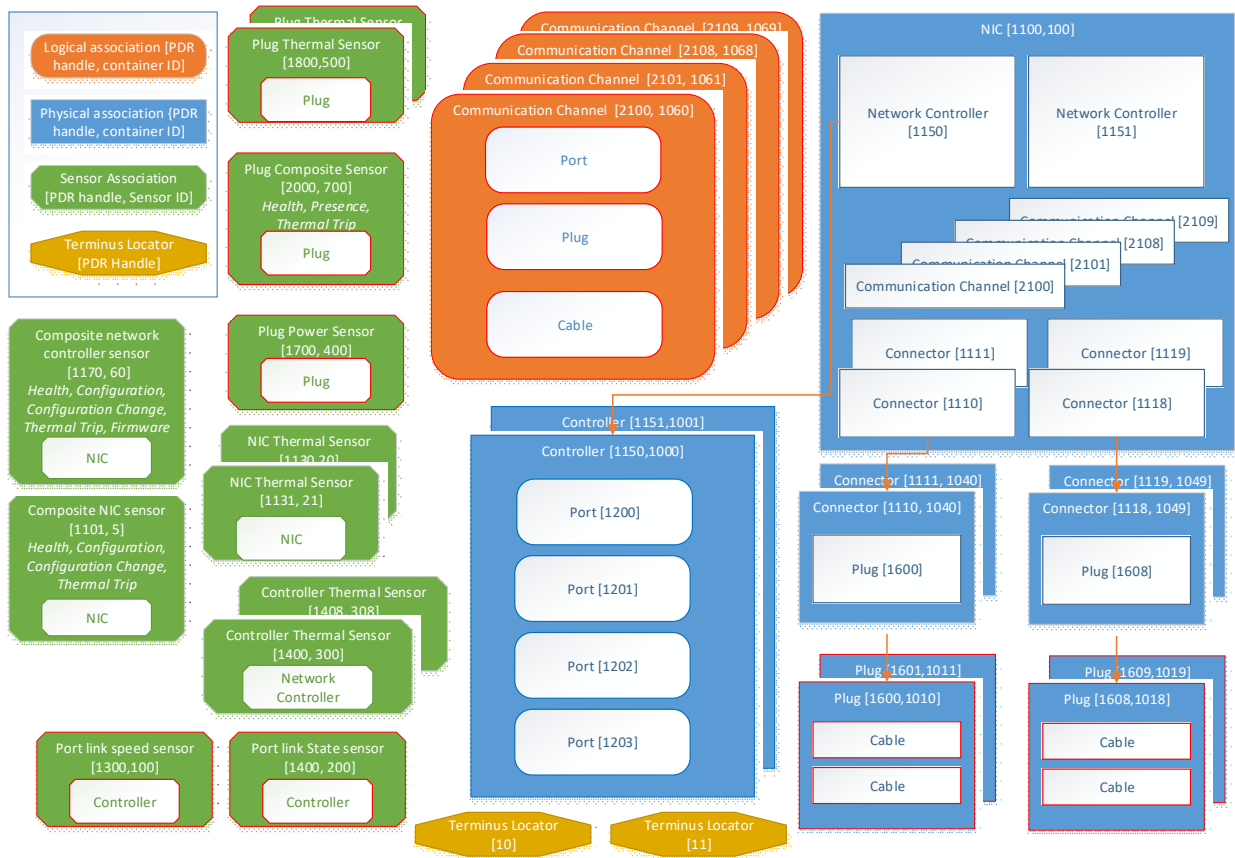 Logical association [PDR
handle, container ID]
Physical association {PDR
handle, container ID]
Sensor Association
[PDR handle, Sensor ID]
Terminus Locator
[PDR Handle]
Plug Thermal Sensor
Plug Thermal Sensor
[1800,500]
Plug
Plug Composite Sensor
[2000, 700]
Health, Presence,
Thermal Trip
Plug
Plug Power Sensor
[1700, 400]
Plug
Composite network
controller sensor
[1170, 60]
Health, Configuration,
Configuration Change,
Thermal Trip, Firmware
NIC
Composite NIC sensor
[1101, 5]
Health, Configuration,
Configuration Change,
Thermal Trip
NIC
NIC Thermal Sensor
[1130,20]
NIC Thermal Sensor
[1131, 21]
NIC
Controller Thermal Sensor
[1408, 308]
Controller Thermal Sensor
[1400, 300]
Network
Controller
Port link speed sensor
[1300,100]
Controller
Port link State sensor
[1400, 200]
Controller
Communication Channel [2109, 1069]
Communication Channel [2108, 1068]
Communication Channel [2101, 1061]
Communication Channel [2100, 1060]
Port
Plug
Cable
Controller [1151,1001]
Controller [1150,1000]
Port [1200]
Port [1201]
Port [1202]
Port [1203]
Terminus Locator
[10]
Terminus Locator
[11]
NIC [1100,100]
Network Controller
[1150]
Network Controller
[1151]
Communication Channel [2109]
Communication Channel [2108]
Communication Channel [2101]
Communication Channel [2100]
Connector [1111]
Connector [1119]
Connector [1110]
Connector [1118]
Connector [1111, 1040]
Connector [1110, 1040]
Plug [1600]
Connector [1119, 1049]
Connector [1118, 1049]
Plug [1608]
Plug [1601,1011]
Plug [1600,1010]
Cable
Cable
Plug [1609,1019]
Plug [1608,1018]
Cable
Cable